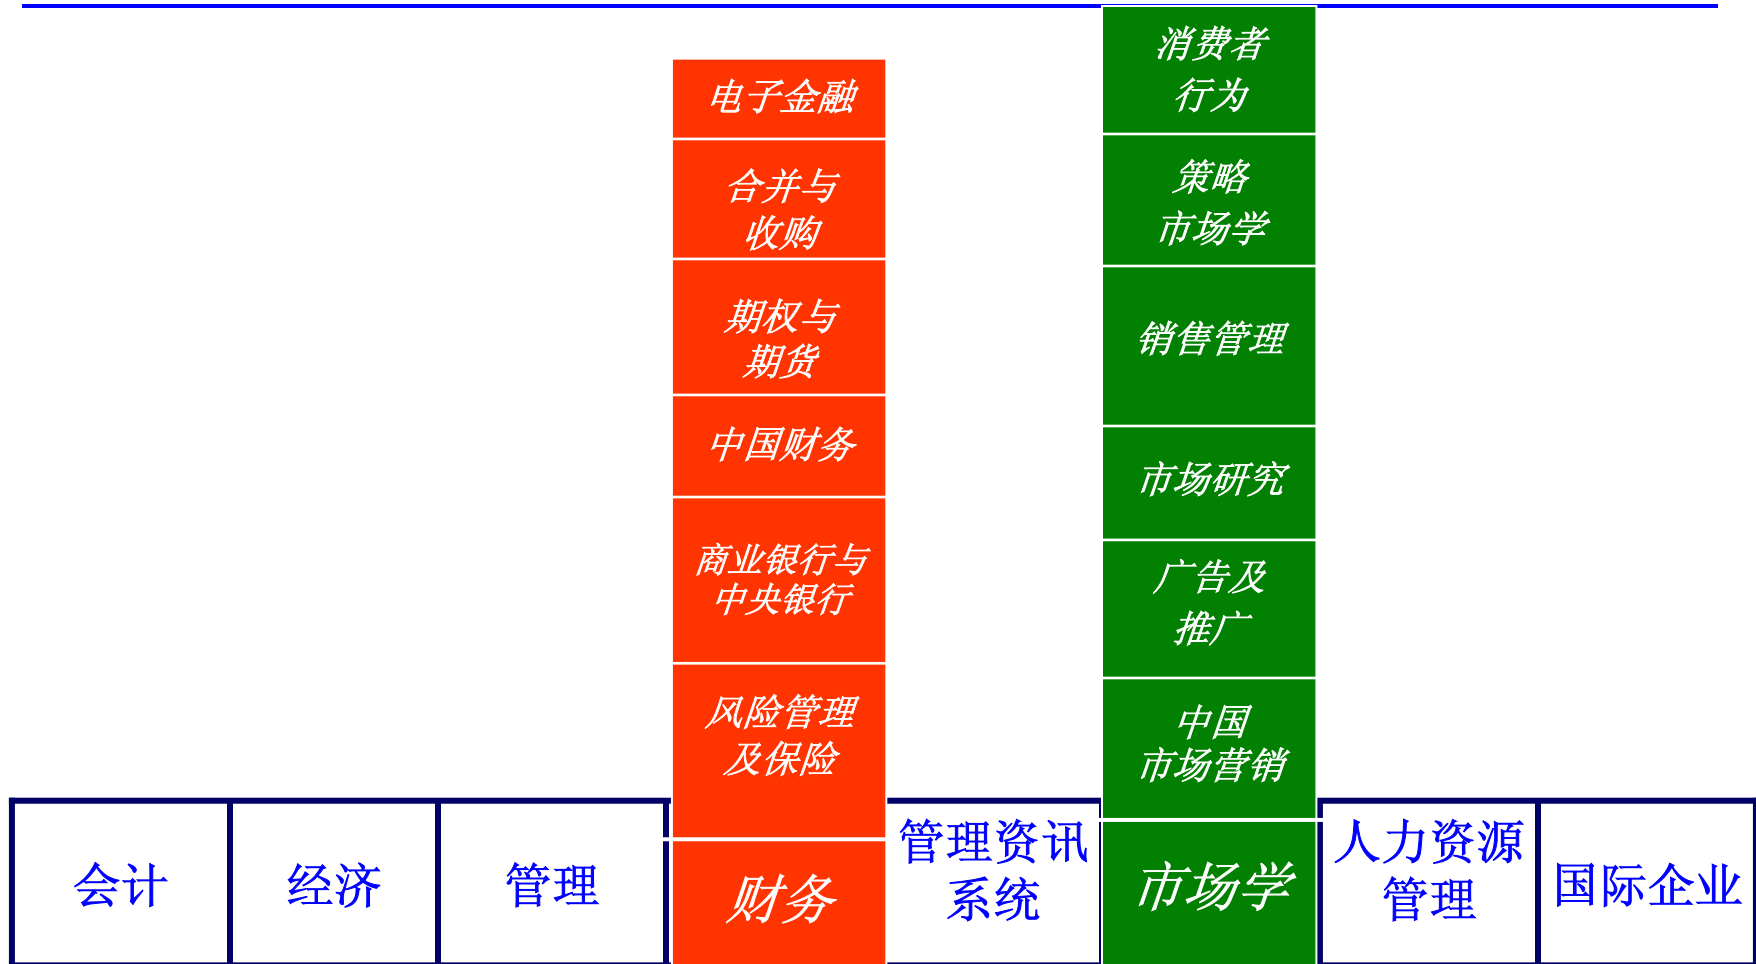 电子金融
合并与
收购
期权与
期货
中国财务
商业银行与
中央银行
风险管理
及保险
消费者
行为
策略
市场学
销售管理
市场研究
广告及
推广
中国
市场营销
会计
经济
管理
财务
管理资讯
系统
市场学
人力资源
管理
国际企业